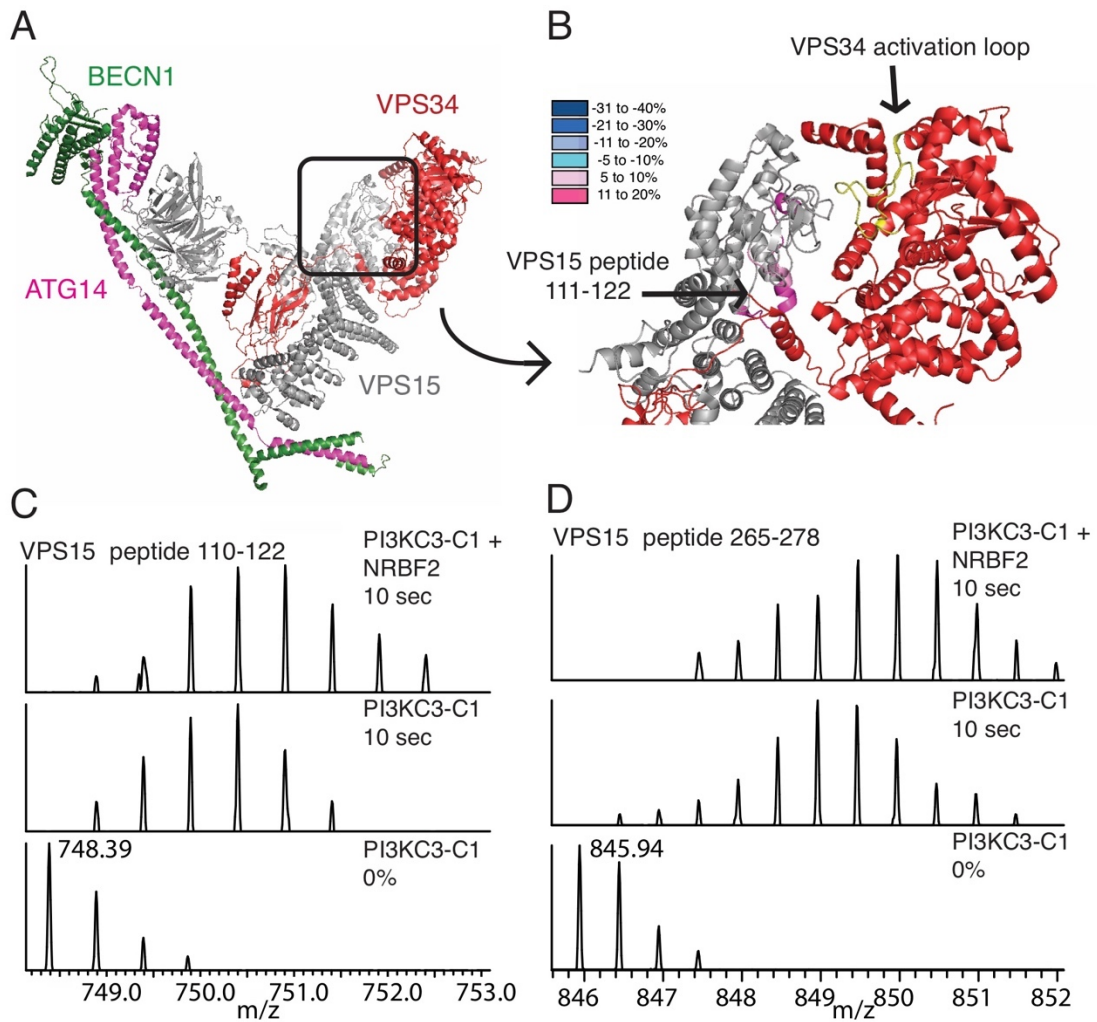 A
BECN1
VPS34
ATG14
VPS15
B
VPS34 activation loop
-31 to -40%
-21 to -30%
-11 to -20%
-5 to -10%
5 to 10%
11 to 20%
VPS15 peptide
111-122
C
VPS15 peptide 110-122
PI3KC3-C1 +
NRBF2
10 sec
PI3KC3-C1
10 sec
748.39
PI3KC3-C1
0%
749.0 750.0 751.0 752.0 753.0
m/z
D
VPS15 peptide 265-278
PI3KC3-C1 +
NRBF2
10 sec
PI3KC3-C1
10 sec
845.94
PI3KC3-C1
0%
846 847 848 849 850 851 852
m/z